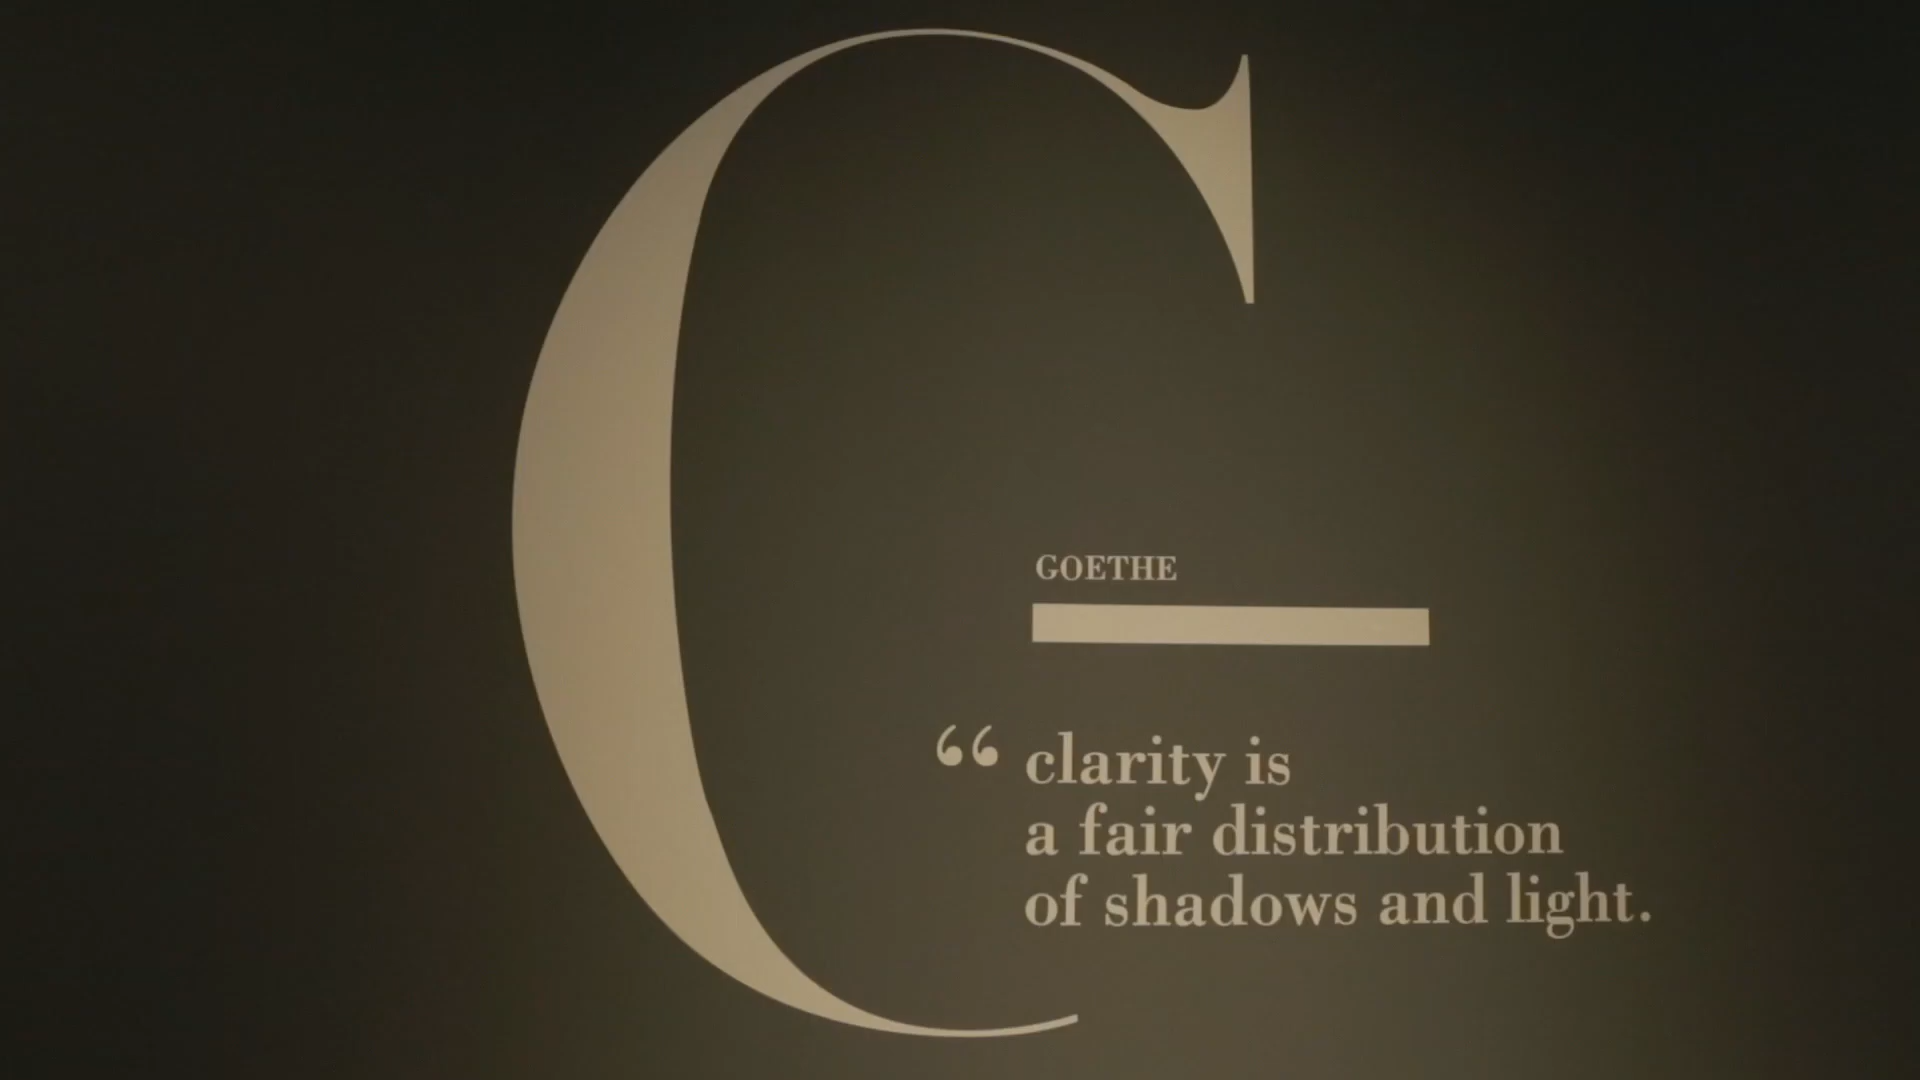 C
GOETHE
“ clarity is
a fair distribution
of shadows and light.